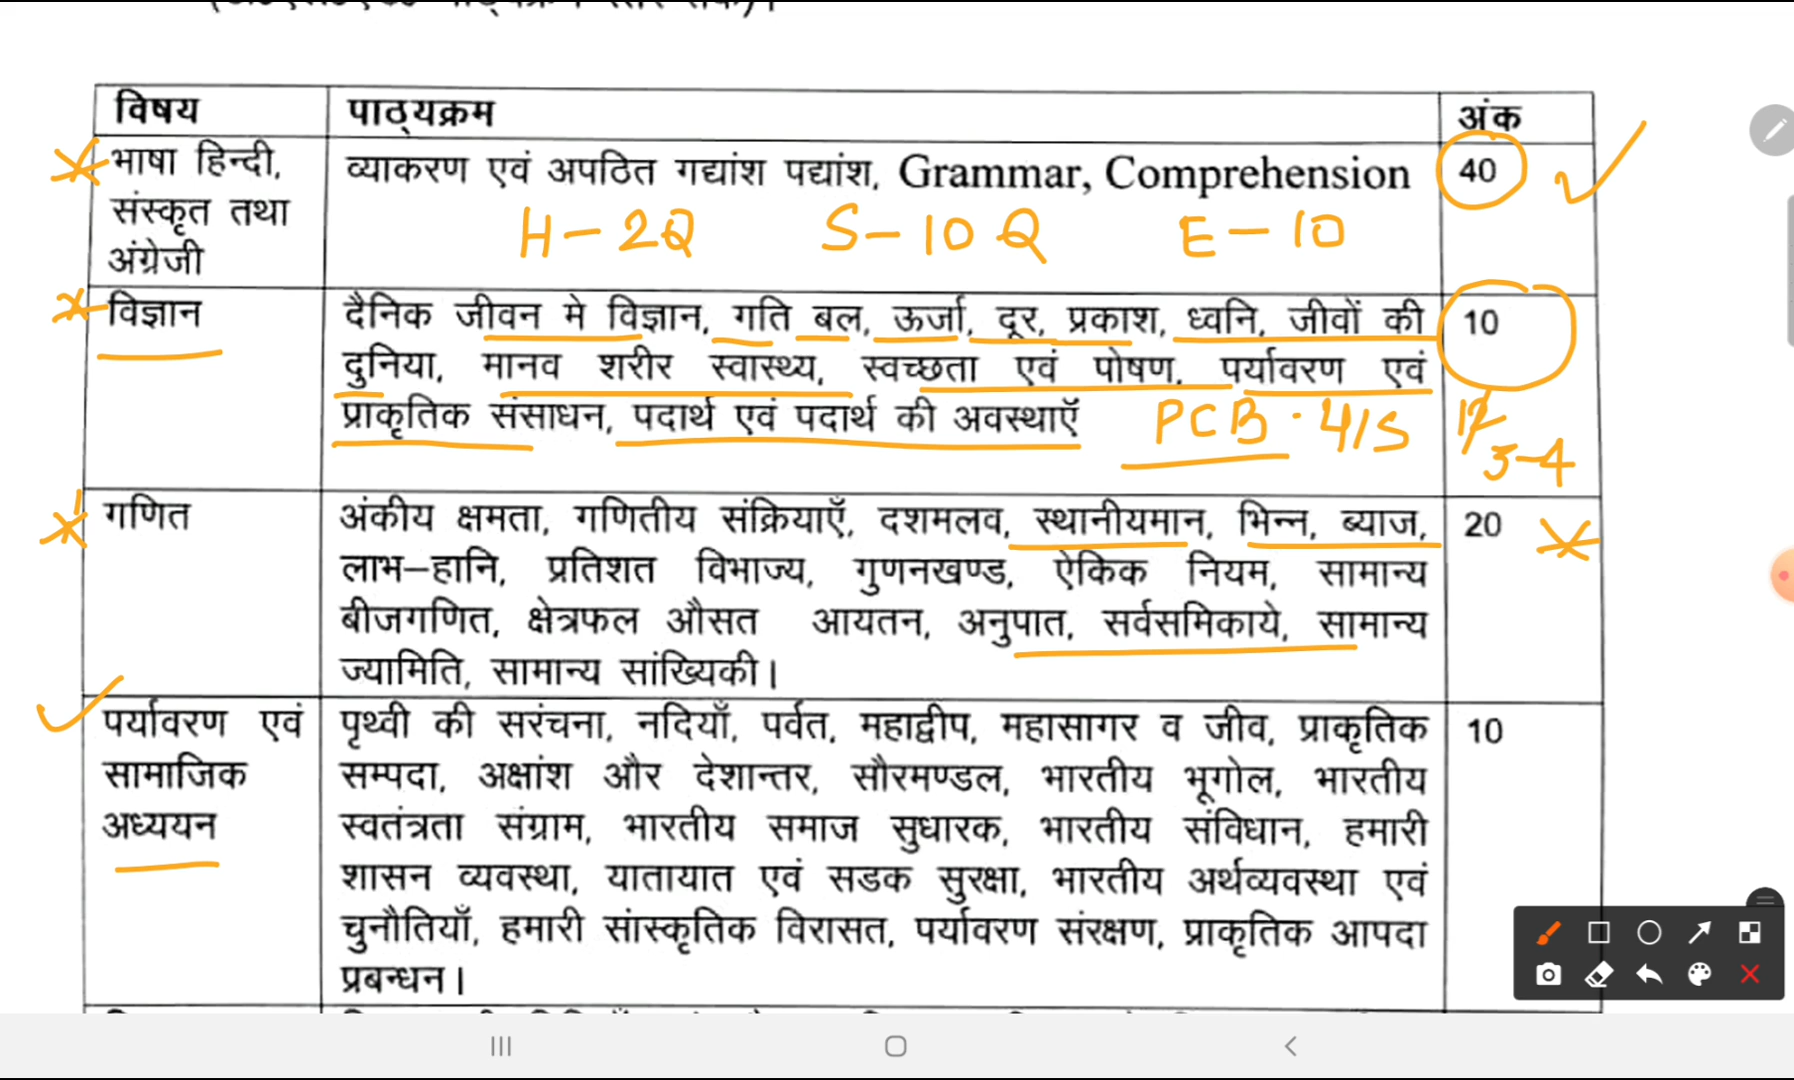 विषय
पाठ्यक्रम
अंक
भाषा हिन्दी,
संस्कृत तथा
अंग्रेजी
व्याकरण एवं अपठित गद्यांश पद्यांश, Grammar, Comprehension
40
H-2Q S-10 Q E-10
विज्ञान
दैनिक जीवन मे विज्ञान, गति बल, ऊर्जा, दूर, प्रकाश, ध्वनि, जीवों की
दुनिया, मानव शरीर स्वास्थ्य, स्वच्छता एवं पोषण, पर्यावरण एवं
प्राकृतिक संसाधन, पदार्थ एवं पदार्थ की अवस्थाएँ
10
PCB
3-4
गणित
अंकीय क्षमता, गणितीय संक्रियाएँ, दशमलव, स्थानीयमान, भिन्न, ब्याज,
लाभ-हानि, प्रतिशत विभाज्य, गुणनखण्ड, ऐकिक नियम, सामान्य
बीजगणित, क्षेत्रफल औसत आयतन, अनुपात, सर्वसमिकाये, सामान्य
ज्यामिति, सामान्य सांख्यिकी।
20
पर्यावरण एवं
सामाजिक
अध्ययन
पृथ्वी की सरंचना, नदियाँ, पर्वत, महाद्वीप, महासागर व जीव, प्राकृतिक
सम्पदा, अक्षांश और देशान्तर, सौरमण्डल, भारतीय भूगोल, भारतीय
स्वतंत्रता संग्राम, भारतीय समाज सुधारक, भारतीय संविधान, हमारी
शासन व्यवस्था, यातायात एवं सडक सुरक्षा, भारतीय अर्थव्यवस्था एवं
चुनौतियाँ, हमारी सांस्कृतिक विरासत, पर्यावरण संरक्षण, प्राकृतिक आपदा
प्रबन्धन।
10